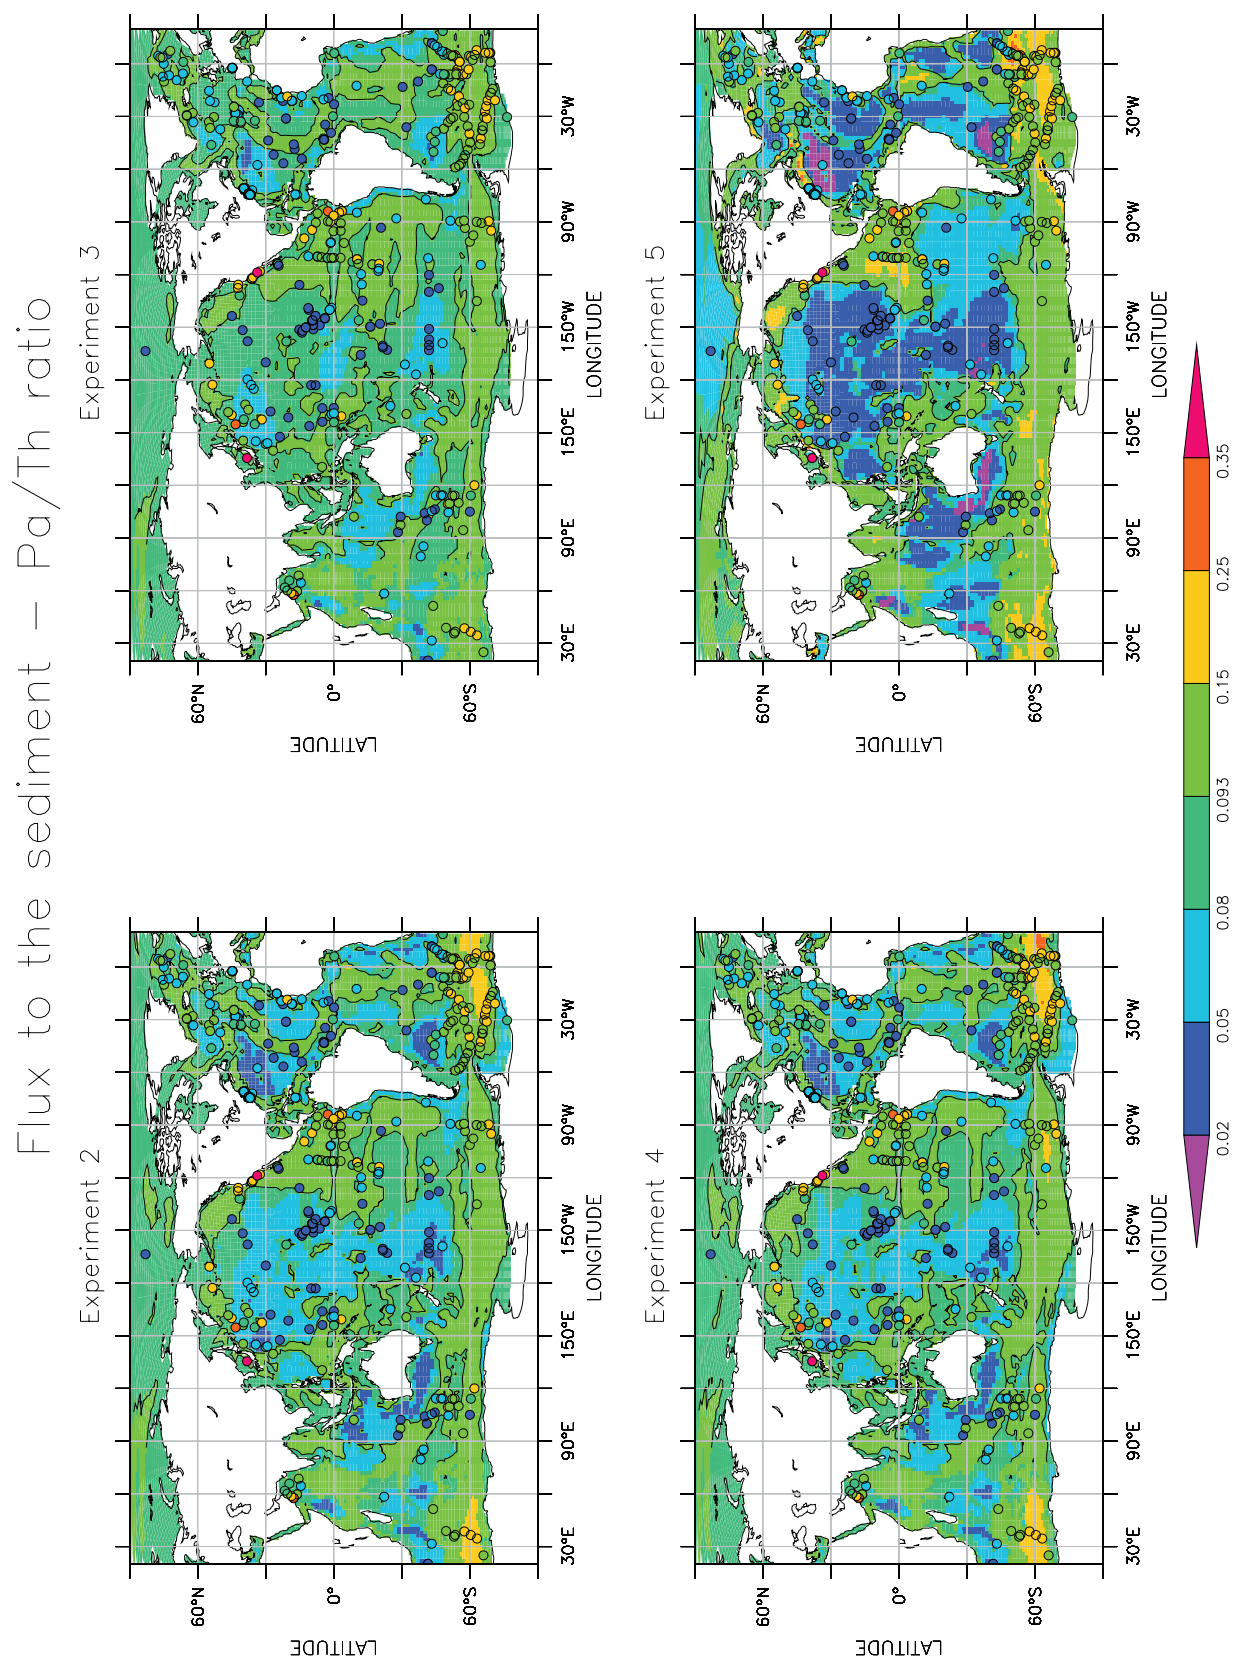 Flux to the sediment — Pa/Th ratio
Experiment 2
60°N
0°
60°S
LATITUDE
30°E
90°E
150°E
150°W
90°W
30°W
LONGITUDE
Experiment 3
60°N
0°
60°S
LATITUDE
30°E
90°E
150°E
150°W
90°W
30°W
LONGITUDE
Experiment 4
60°N
0°
60°S
LATITUDE
30°E
90°E
150°E
150°W
90°W
30°W
LONGITUDE
Experiment 5
60°N
0°
60°S
LATITUDE
30°E
90°E
150°E
150°W
90°W
30°W
LONGITUDE
0.02 0.05 0.08 0.093 0.15 0.25 0.35